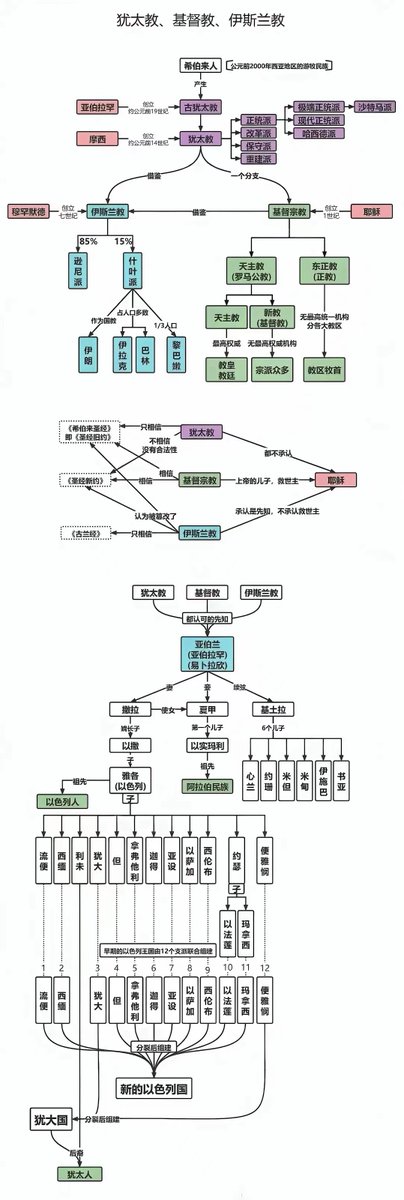 犹太教、基督教、伊斯兰教
希伯来人
公元前2000年西亚地区的游牧民族
产生
亚伯拉罕
创立
约公元前19世纪
古犹太教
极端正统派
沙特马派
正统派
现代正统派
摩西
创立
约公元前14世纪
犹太教
改革派
哈西德派
保守派
重建派
借鉴
一个分支
穆罕默德
创立
七世纪
伊斯兰教
借鉴
基督宗教
创立
1世纪
耶稣
85%
15%
逊尼派
什叶派
天主教
(罗马公教)
东正教
(正教)
作为国教
占人口多数
1/3人口
无最高统一机构
分各大教区
天主教
新教
(基督教)
伊朗
伊拉克
巴林
黎巴嫩
最高权威
无最高权威机构
教皇
教廷
宗派众多
教区牧首
《希伯来圣经》
即《圣经旧约》
只相信
犹太教
不相信
没有合法性
都不承认
相信
《圣经新约》
相信
基督宗教
上帝的儿子，救世主
耶稣
认为被篡改了
承认是先知，不承认救世主
《古兰经》
只相信
伊斯兰教
犹太教
基督教
伊斯兰教
都认可的先知
亚伯兰
(亚伯拉罕)
(易卜拉欣)
妻
妾
续弦
撒拉
使女
夏甲
基土拉
嫡长子
第一个儿子
6个儿子
以撒
以实玛利
子
祖先
心兰
约珊
米但
米甸
伊施巴
书亚
祖先
雅各
(以色列)
以色列人
阿拉伯民族
子
流便
西缅
利未
犹大
但
拿弗他利
迦得
亚设
以萨加
西伦布
约瑟
便雅悯
子
以法莲
玛拿西
早期的以色列王国由12个支派联合组建
1
2
3
4
5
6
7
8
9
10
11
12
流便
西缅
犹大
但
拿弗他利
迦得
亚设
以萨加
西伦布
以法莲
玛拿西
便雅悯
分裂后组建
新的以色列国
犹大国
分裂后组建
后裔
犹太人